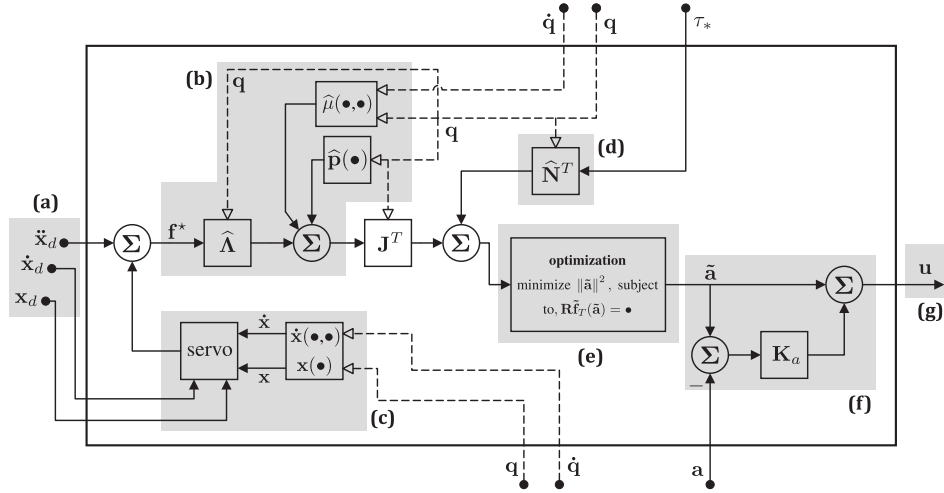 q̇ q τ∗
(b)
q
μ̂(•,•)
q
p̂(•)
(d)
N̂ᵀ
(a)
ẍd
f⋆
Σ
Λ̂
Σ
Jᵀ
Σ
ẋd
xd
optimization
minimize ‖ã‖² , subject
to, Rf̃T(ã) = •
(e)
ã
Σ
u
(g)
Σ
Ka
−
(f)
servo
ẋ
ẋ(•,•)
x
x(•)
(c)
q q̇ a